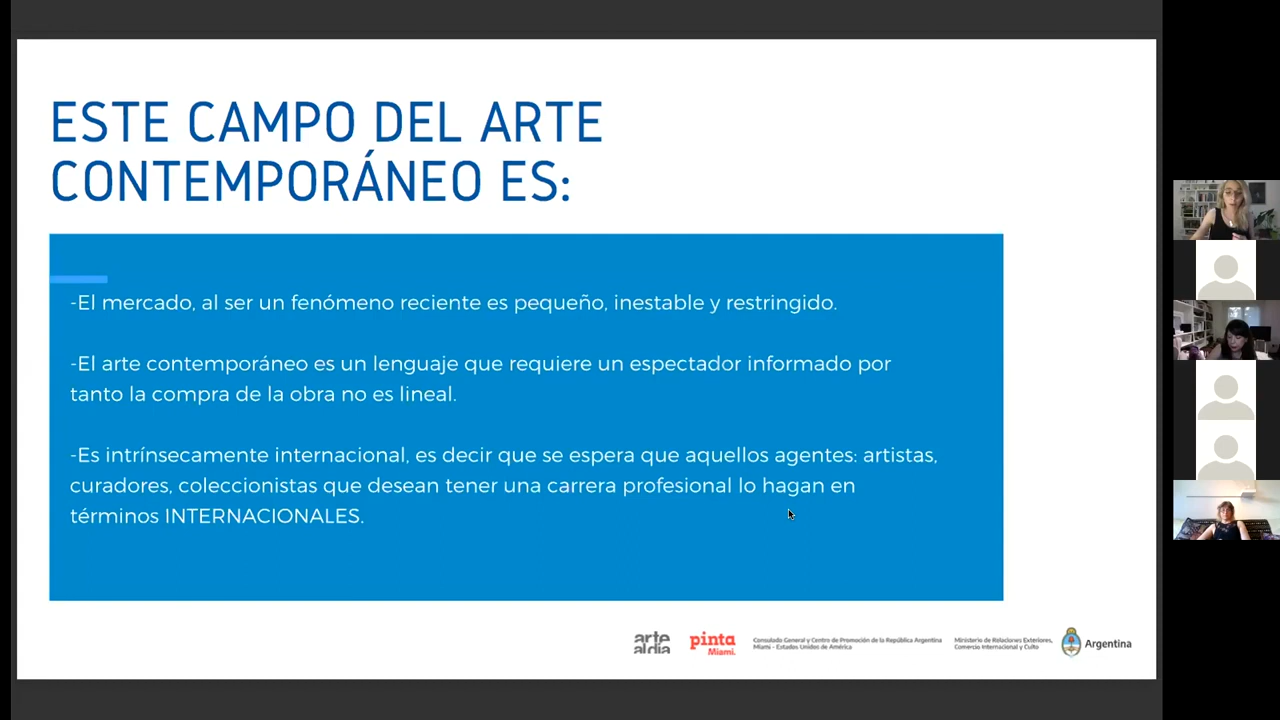 ESTE CAMPO DEL ARTE
CONTEMPORÁNEO ES:
-El mercado, al ser un fenómeno reciente es pequeño, inestable y restringido.
-El arte contemporáneo es un lenguaje que requiere un espectador informado por
tanto la compra de la obra no es lineal.
-Es intrínsecamente internacional, es decir que se espera que aquellos agentes: artistas,
curadores, coleccionistas que desean tener una carrera profesional lo hagan en
términos INTERNACIONALES.
arte
aldía
pinta
Miami.
Consulado General y Centro de Promoción de la República Argentina
Miami - Estados Unidos de América
Ministerio de Relaciones Exteriores,
Comercio Internacional y Culto
Argentina